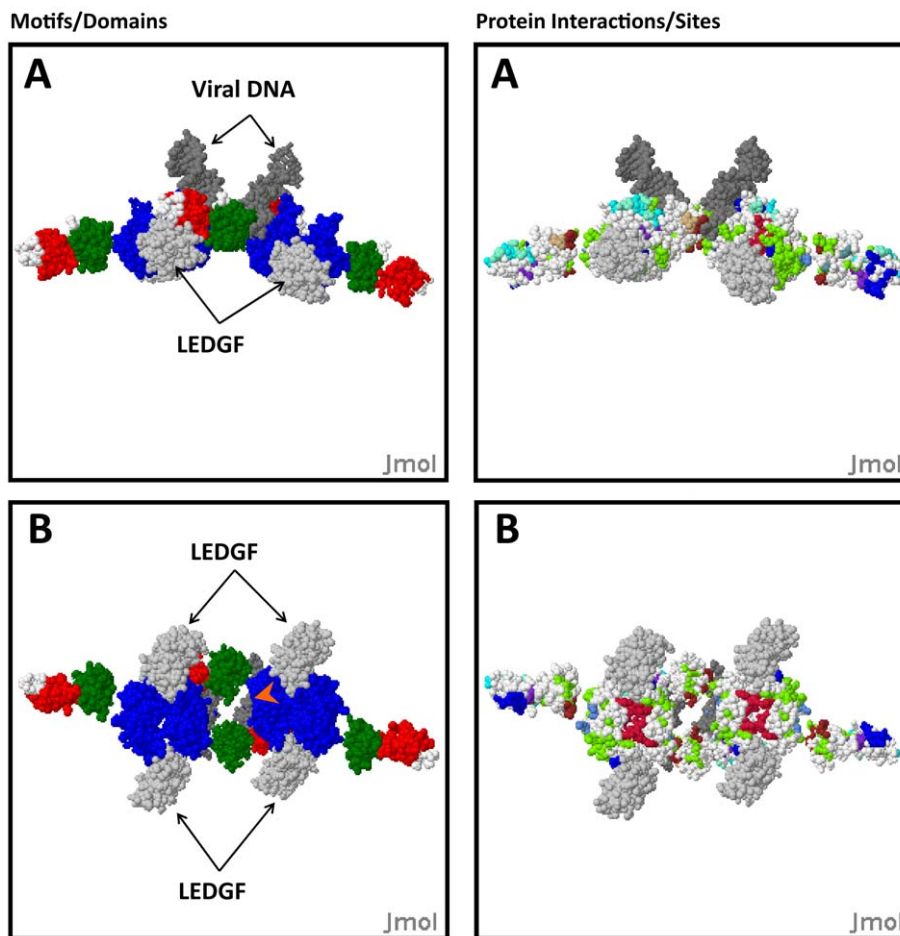 Motifs/Domains
Protein Interactions/Sites
A
Viral DNA
LEDGF
Jmol
A
Jmol
B
LEDGF
LEDGF
Jmol
B
Jmol